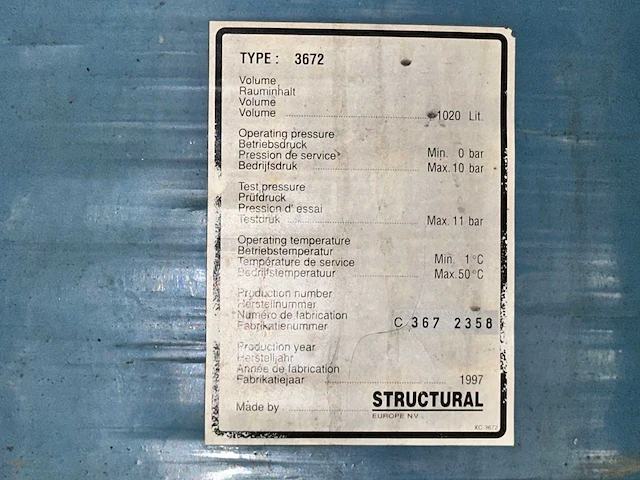 TYPE : 3672
Volume
Rauminhalt
Volume
Volume 1020 Lit.
Operating pressure
Betriebsdruck
Pression de service Min. 0 bar
Bedrijfsdruk Max. 10 bar
Test pressure
Prüfdruck
Pression d' essai
Testdruk Max. 11 bar
Operating temperature
Betriebstemperatur
Température de service Min. 1°C
Bedrijfstemperatuur Max. 50°C
Production number
Herstellnummer
Numéro de fabrication
Fabrikatienummer C 367 2358
Production year
Herstelljahr
Année de fabrication
Fabrikatiejaar 1997
Made by STRUCTURAL
EUROPE N.V.
KC 3672